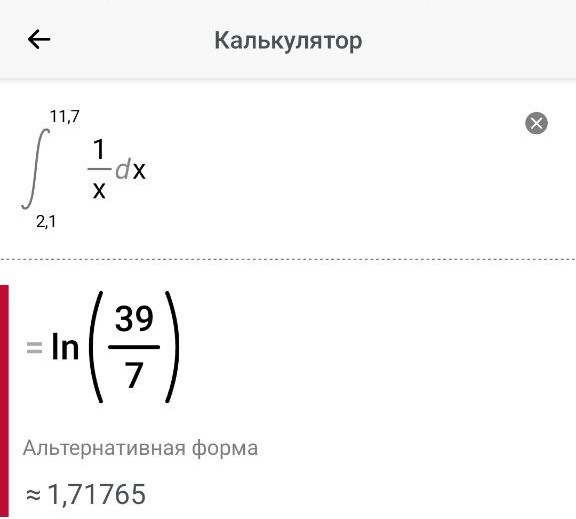 Калькулятор
11,7
∫ 1/x dx
2,1
= ln(39/7)
Альтернативная форма
≈ 1,71765